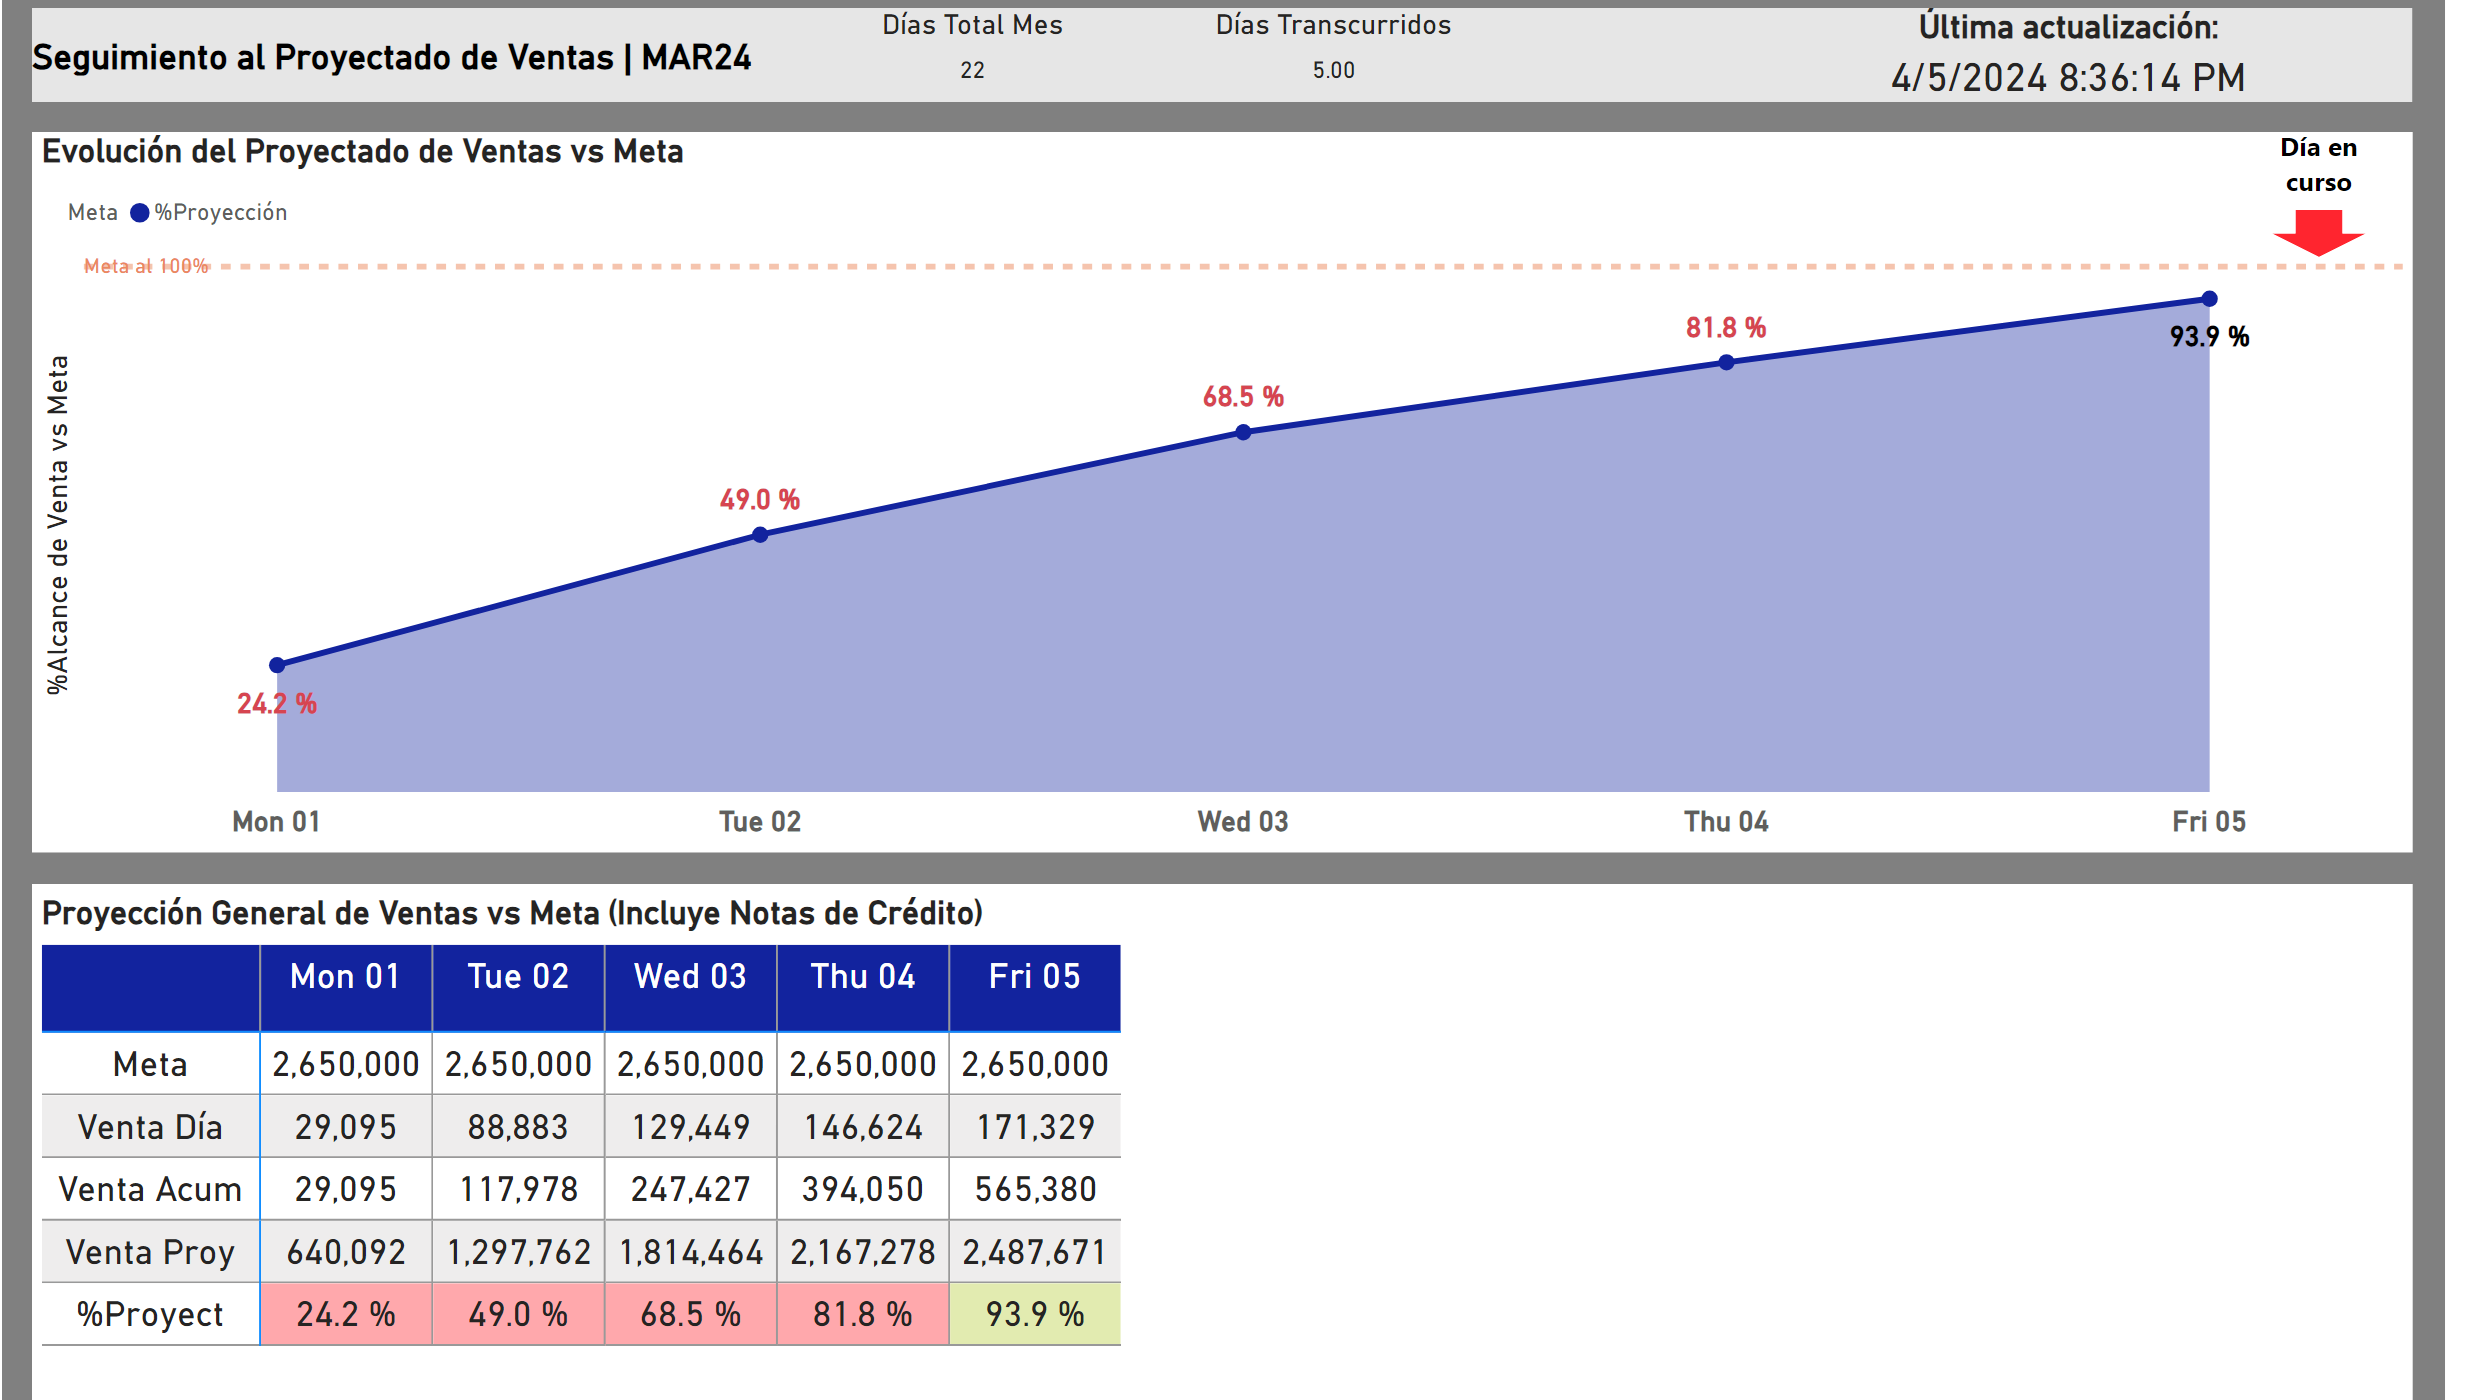 Seguimiento al Proyectado de Ventas | MAR24
Días Total Mes
22
Días Transcurridos
5.00
Última actualización:
4/5/2024 8:36:14 PM
Evolución del Proyectado de Ventas vs Meta
Día en
curso
Meta %Proyección
Meta al 100%
%Alcance de Venta vs Meta
24.2 %
49.0 %
68.5 %
81.8 %
93.9 %
Mon 01 Tue 02 Wed 03 Thu 04 Fri 05
Proyección General de Ventas vs Meta (Incluye Notas de Crédito)
Mon 01 Tue 02 Wed 03 Thu 04 Fri 05
Meta 2,650,000 2,650,000 2,650,000 2,650,000 2,650,000
Venta Día 29,095 88,883 129,449 146,624 171,329
Venta Acum 29,095 117,978 247,427 394,050 565,380
Venta Proy 640,092 1,297,762 1,814,464 2,167,278 2,487,671
%Proyect 24.2 % 49.0 % 68.5 % 81.8 % 93.9 %